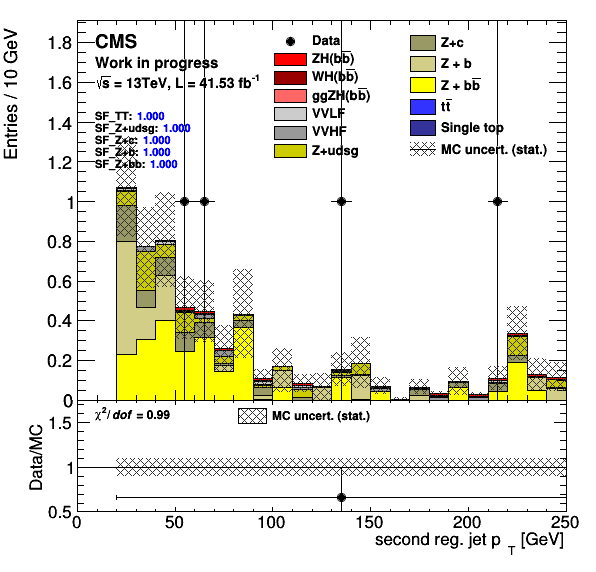 CMS
Work in progress
√s = 13TeV, L = 41.53 fb⁻¹
SF_TT: 1.000
SF_Z+udsg: 1.000
SF_Z+c: 1.000
SF_Z+b: 1.000
SF_Z+bb: 1.000
Data
ZH(bb̅)
WH(bb̅)
ggZH(bb̅)
VVLF
VVHF
Z+udsg
Z+c
Z + b
Z + bb̅
tt̅
Single top
MC uncert. (stat.)
Entries / 10 GeV
1.8
1.6
1.4
1.2
1
0.8
0.6
0.4
0.2
0
χ²/ dof = 0.99
MC uncert. (stat.)
Data/MC
1.5
1
0.5
0 50 100 150 200 250
second reg. jet p_T [GeV]